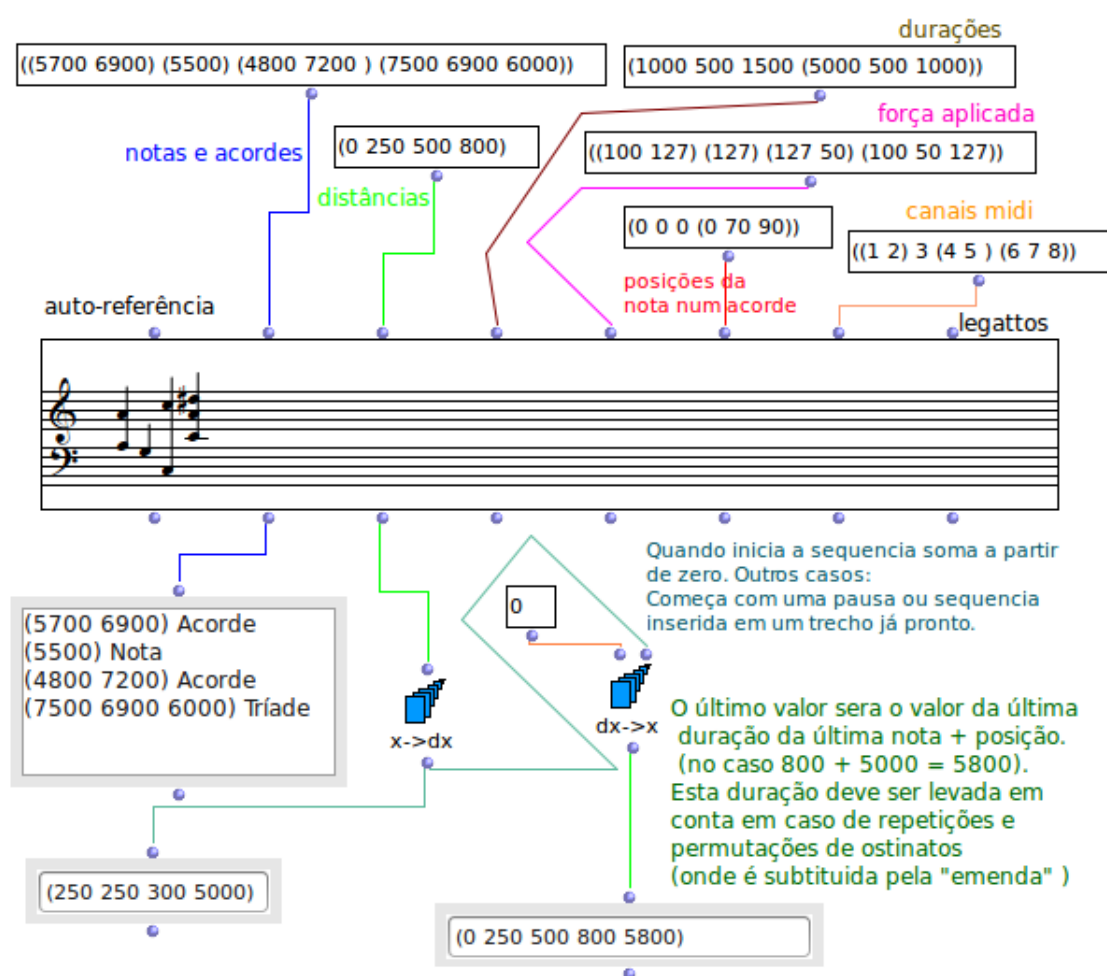 durações
((5700 6900) (5500) (4800 7200 ) (7500 6900 6000))
(1000 500 1500 (5000 500 1000))
força aplicada
notas e acordes
(0 250 500 800)
((100 127) (127) (127 50) (100 50 127))
distâncias
(0 0 0 (0 70 90))
canais midi
((1 2) 3 (4 5 ) (6 7 8))
posições da
nota num acorde
auto-referência
legattos
Quando inicia a sequencia soma a partir
de zero. Outros casos:
Começa com uma pausa ou sequencia
inserida em um trecho já pronto.
0
(5700 6900) Acorde
(5500) Nota
(4800 7200) Acorde
(7500 6900 6000) Tríade
x->dx
dx->x
O último valor sera o valor da última
duração da última nota + posição.
(no caso 800 + 5000 = 5800).
Esta duração deve ser levada em
conta em caso de repetições e
permutações de ostinatos
(onde é subtituida pela "emenda" )
(250 250 300 5000)
(0 250 500 800 5800)